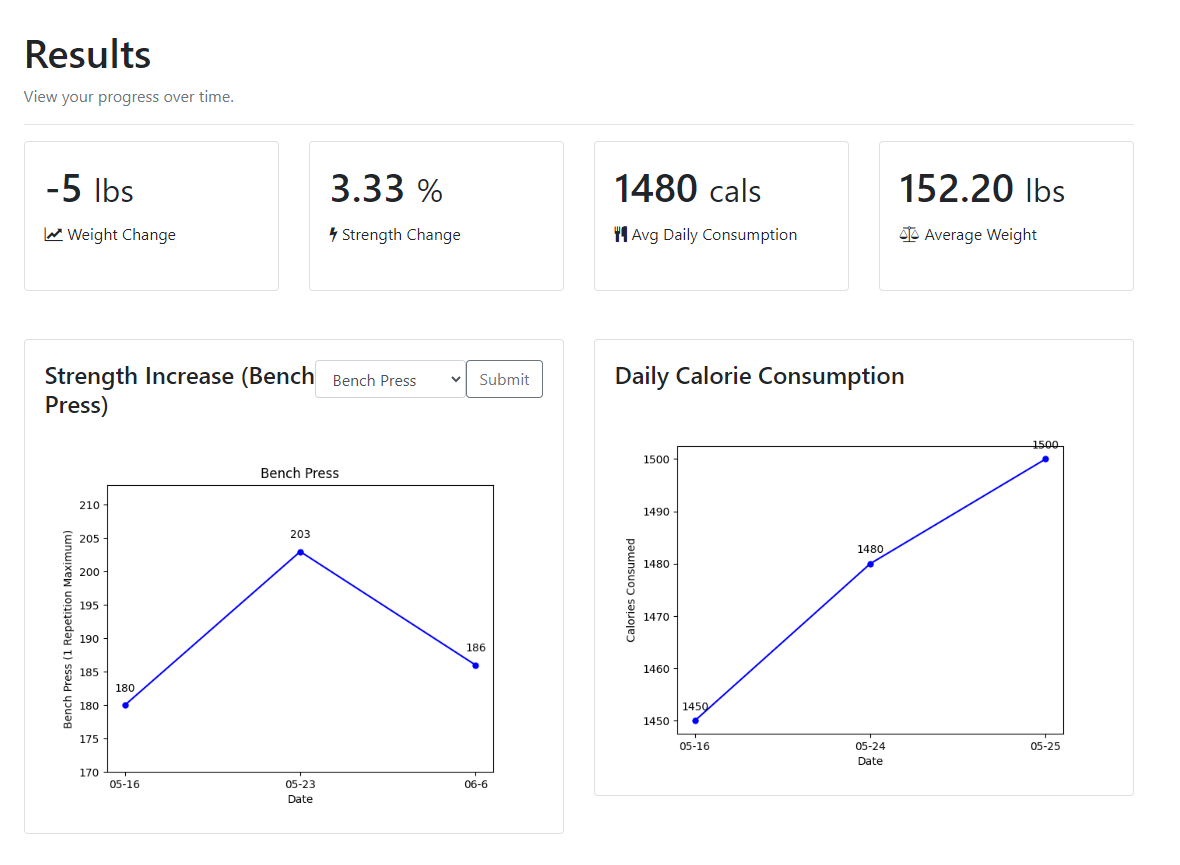 Results
View your progress over time.
-5 lbs
Weight Change
3.33 %
Strength Change
1480 cals
Avg Daily Consumption
152.20 lbs
Average Weight
Strength Increase (Bench
Press)
Bench Press
Submit
Bench Press
Bench Press (1 Repetition Maximum)
210
205
200
195
190
185
180
175
170
180
203
186
05-16
05-23
06-6
Date
Daily Calorie Consumption
Calories Consumed
1500
1490
1480
1470
1460
1450
1450
1480
1500
05-16
05-24
05-25
Date